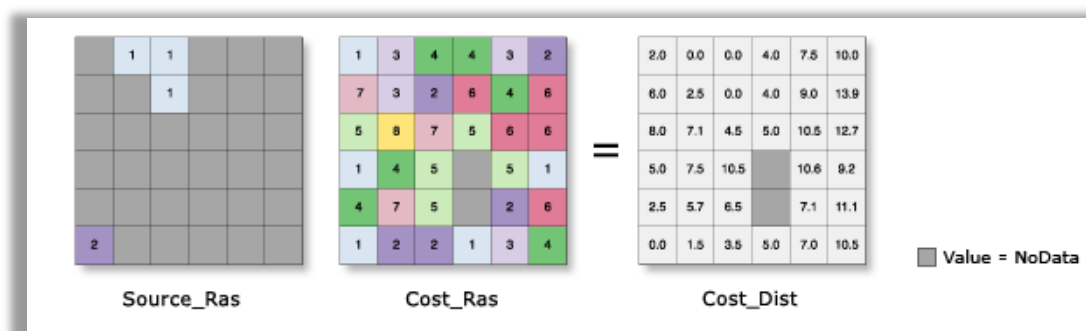 1 1
1
2
Source_Ras
1 3 4 4 3 2
7 3 2 6 4 6
5 8 7 5 6 6
1 4 5 5 1
4 7 5 2 6
1 2 2 1 3 4
Cost_Ras
=
2.0 0.0 0.0 4.0 7.5 10.0
6.0 2.5 0.0 4.0 9.0 13.9
8.0 7.1 4.5 5.0 10.5 12.7
5.0 7.5 10.5 10.6 9.2
2.5 5.7 6.5 7.1 11.1
0.0 1.5 3.5 5.0 7.0 10.5
Cost_Dist
Value = NoData